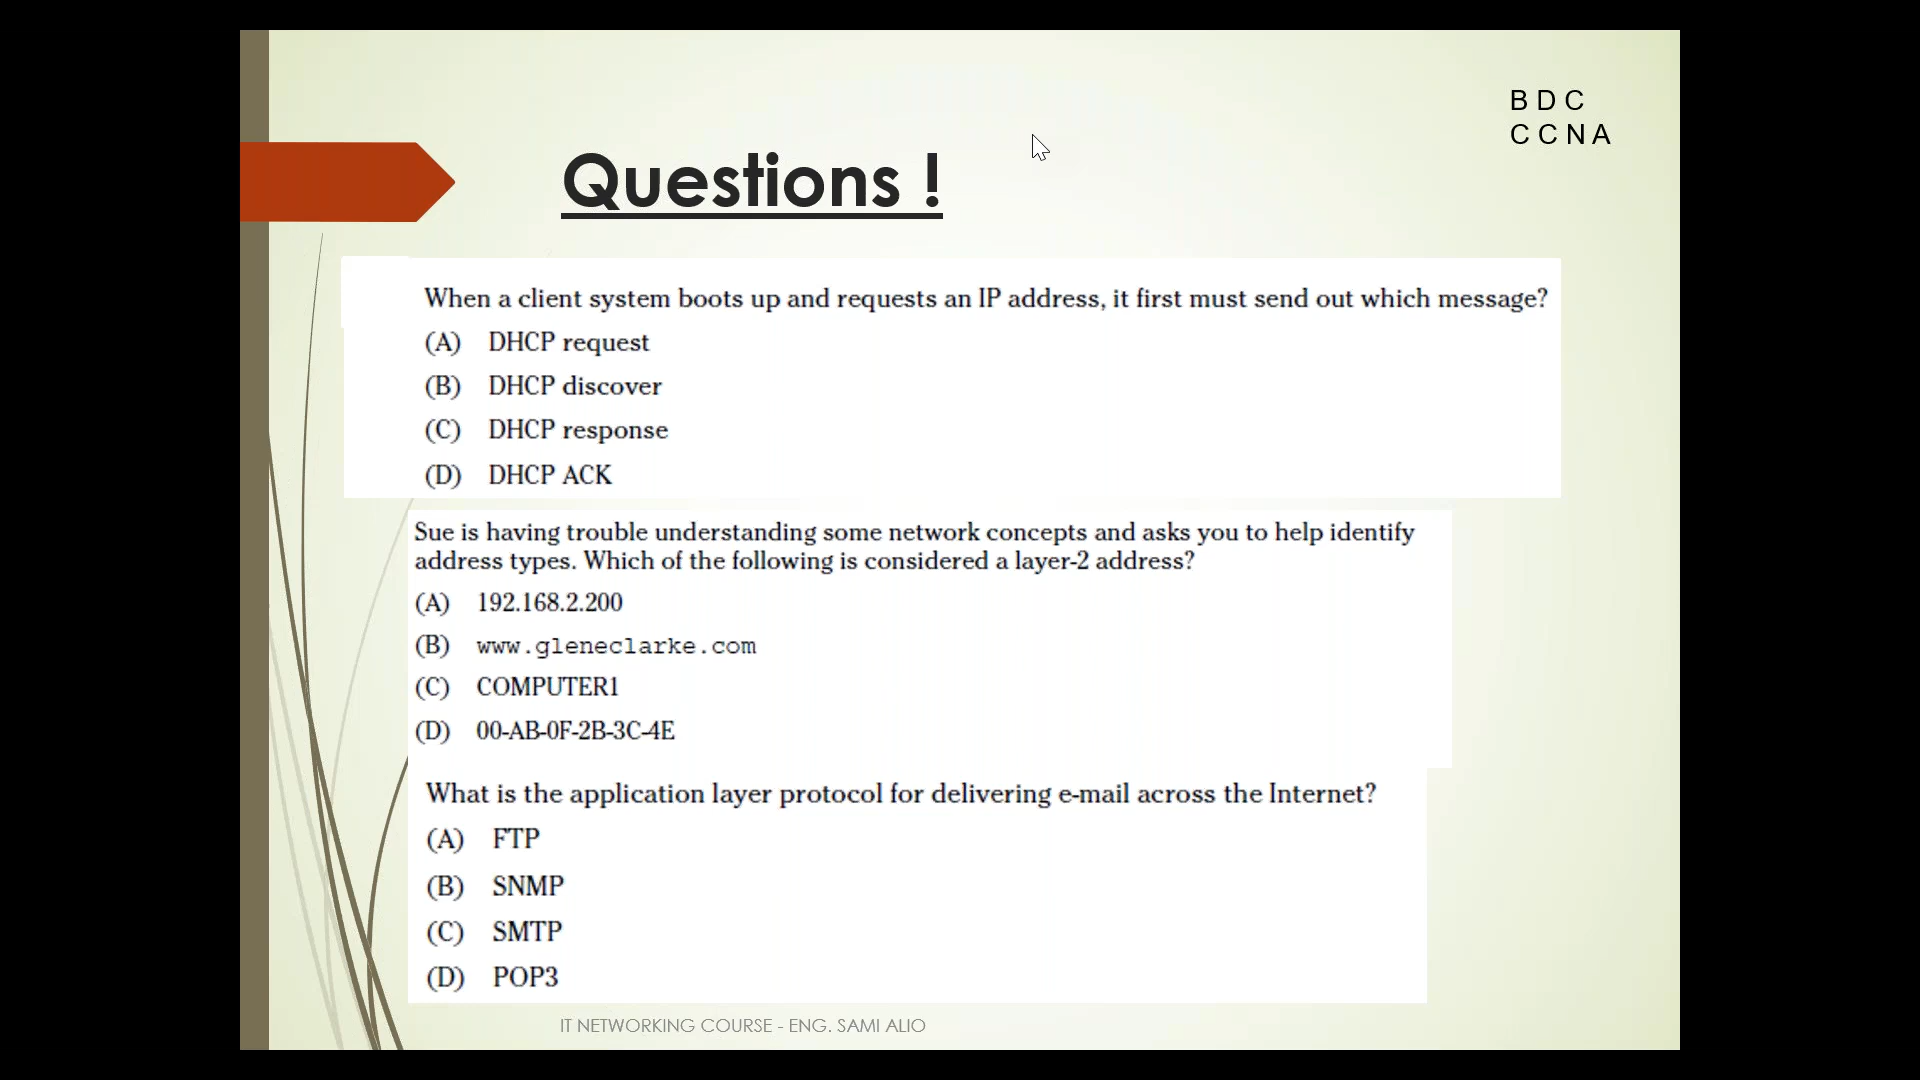 B D C
C C N A
Questions !
When a client system boots up and requests an IP address, it first must send out which message?
(A) DHCP request
(B) DHCP discover
(C) DHCP response
(D) DHCP ACK
Sue is having trouble understanding some network concepts and asks you to help identify
address types. Which of the following is considered a layer-2 address?
(A) 192.168.2.200
(B) www.gleneclarke.com
(C) COMPUTER1
(D) 00-AB-0F-2B-3C-4E
What is the application layer protocol for delivering e-mail across the Internet?
(A) FTP
(B) SNMP
(C) SMTP
(D) POP3
IT NETWORKING COURSE - ENG. SAMI ALIO